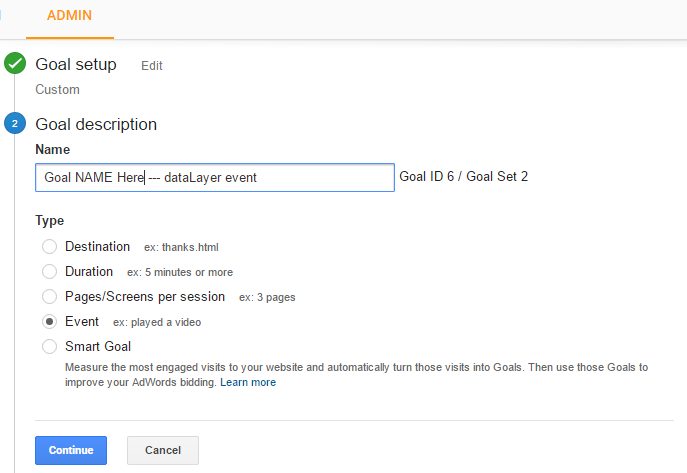 ADMIN
Goal setup Edit
Custom
2 Goal description
Name
Goal NAME Here --- dataLayer event Goal ID 6 / Goal Set 2
Type
Destination ex: thanks.html
Duration ex: 5 minutes or more
Pages/Screens per session ex: 3 pages
Event ex: played a video
Smart Goal
Measure the most engaged visits to your website and automatically turn those visits into Goals. Then use those Goals to
improve your AdWords bidding. Learn more
Continue Cancel